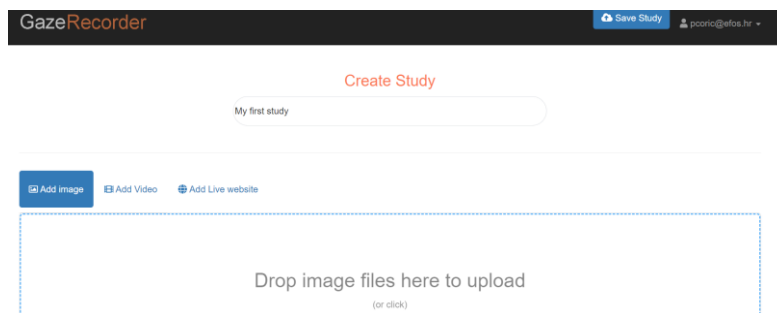 GazeRecorder
Save Study
pcoric@efos.hr
Create Study
My first study
Add image
Add Video
Add Live website
Drop image files here to upload
(or click)